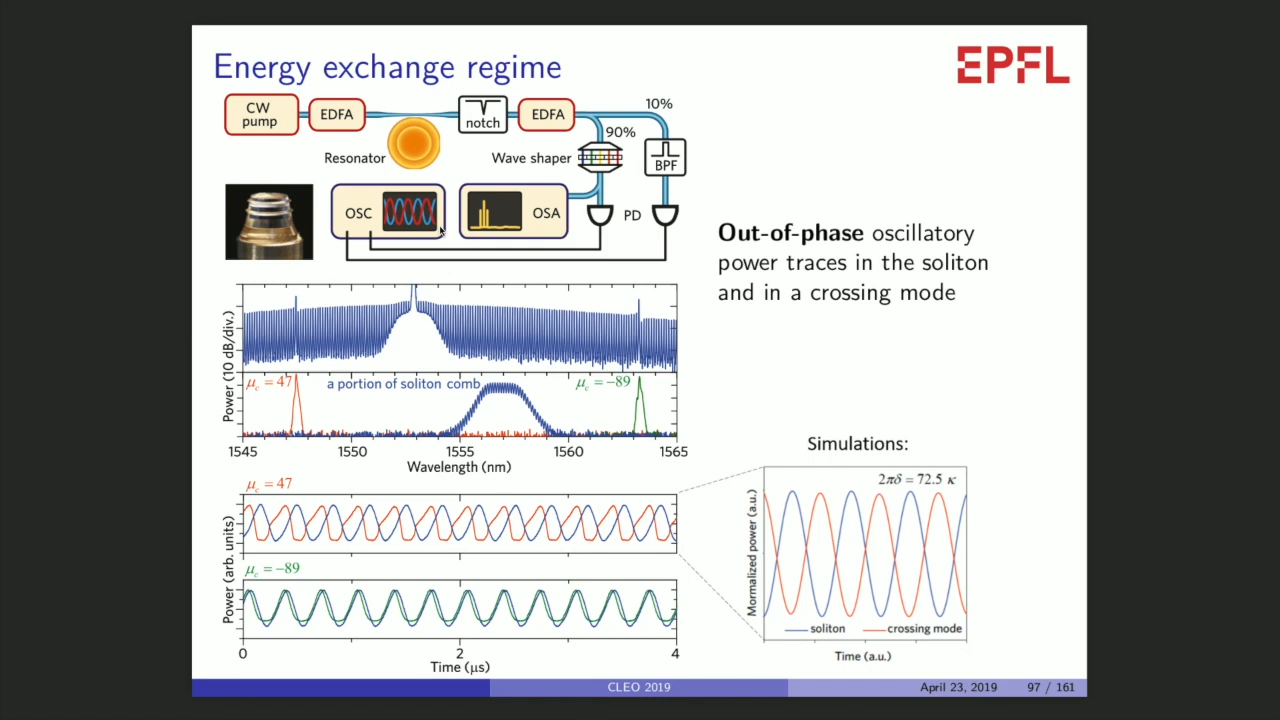 Energy exchange regime
EPFL
CW
pump
EDFA
notch
EDFA
10%
90%
Resonator
Wave shaper
BPF
OSC
OSA
PD
Out-of-phase oscillatory
power traces in the soliton
and in a crossing mode
Power (10 dB/div.)
μc = 47
a portion of soliton comb
μc = −89
1545
1550
1555
1560
1565
Wavelength (nm)
μc = 47
Power (arb. units)
μc = −89
0
2
4
Time (μs)
Simulations:
2πδ = 72.5 κ
Mormalized power (a.u.)
soliton
crossing mode
Time (a.u.)
CLEO 2019
April 23, 2019
97 / 161